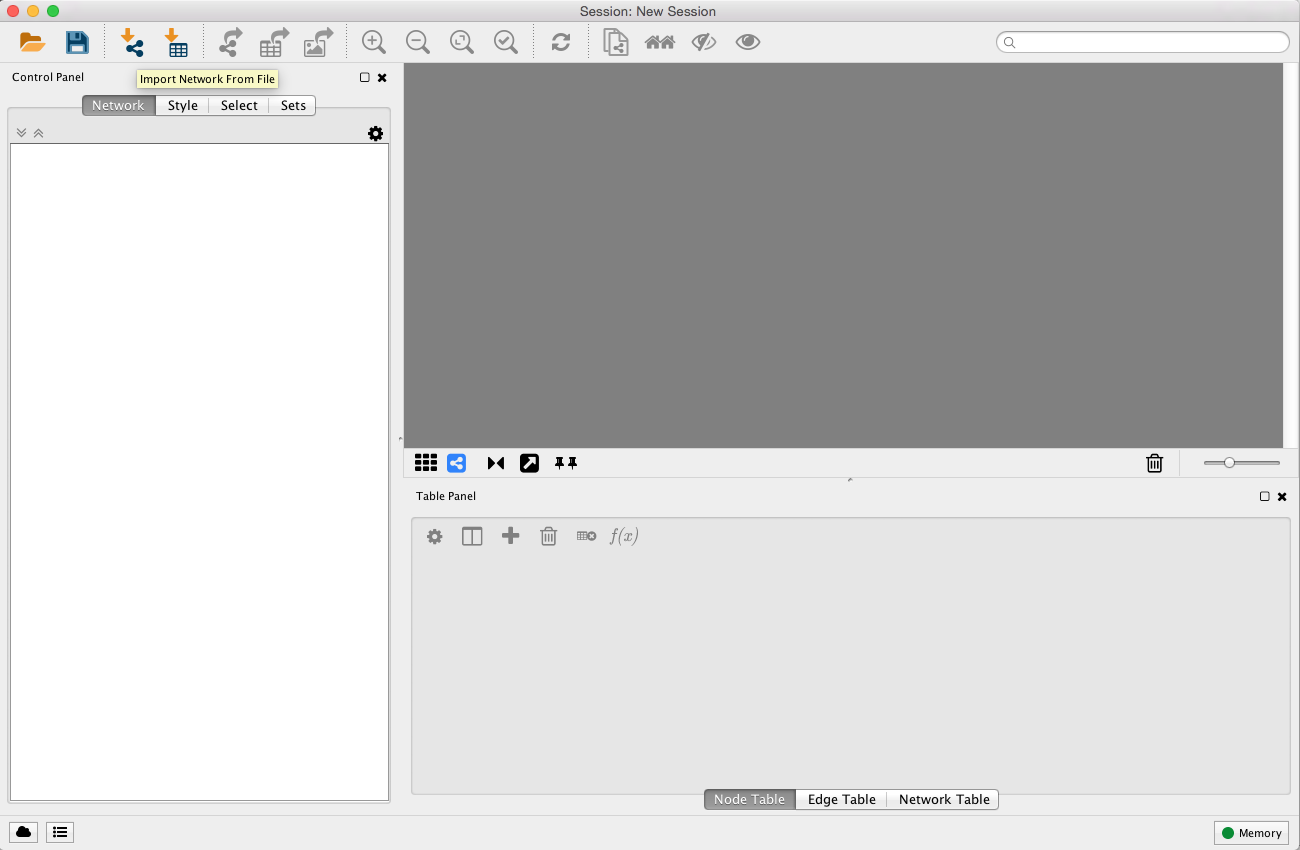 Session: New Session
Control Panel
Import Network From File
Network Style Select Sets
Table Panel
f(x)
Node Table Edge Table Network Table
Memory